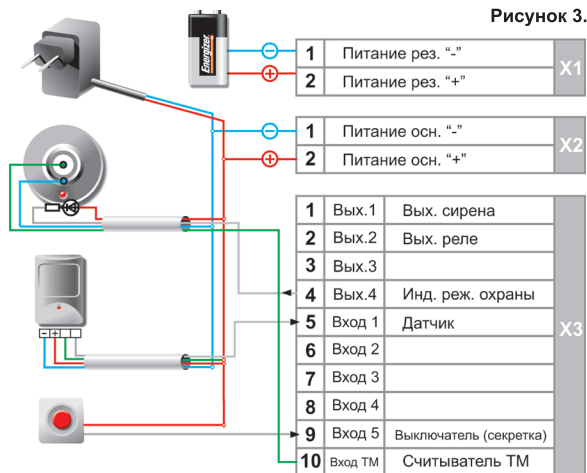 Рисунок 3.
Energizer
1 Питание рез. “-”
2 Питание рез. “+”
X1
1 Питание осн. “-”
2 Питание осн. “+”
X2
1 Вых.1 Вых. сирена
2 Вых.2 Вых. реле
3 Вых.3
4 Вых.4 Инд. реж. охраны
5 Вход 1 Датчик
6 Вход 2
7 Вход 3
8 Вход 4
9 Вход 5 Выключатель (секретка)
10 Вход ТМ Считыватель ТМ
X3